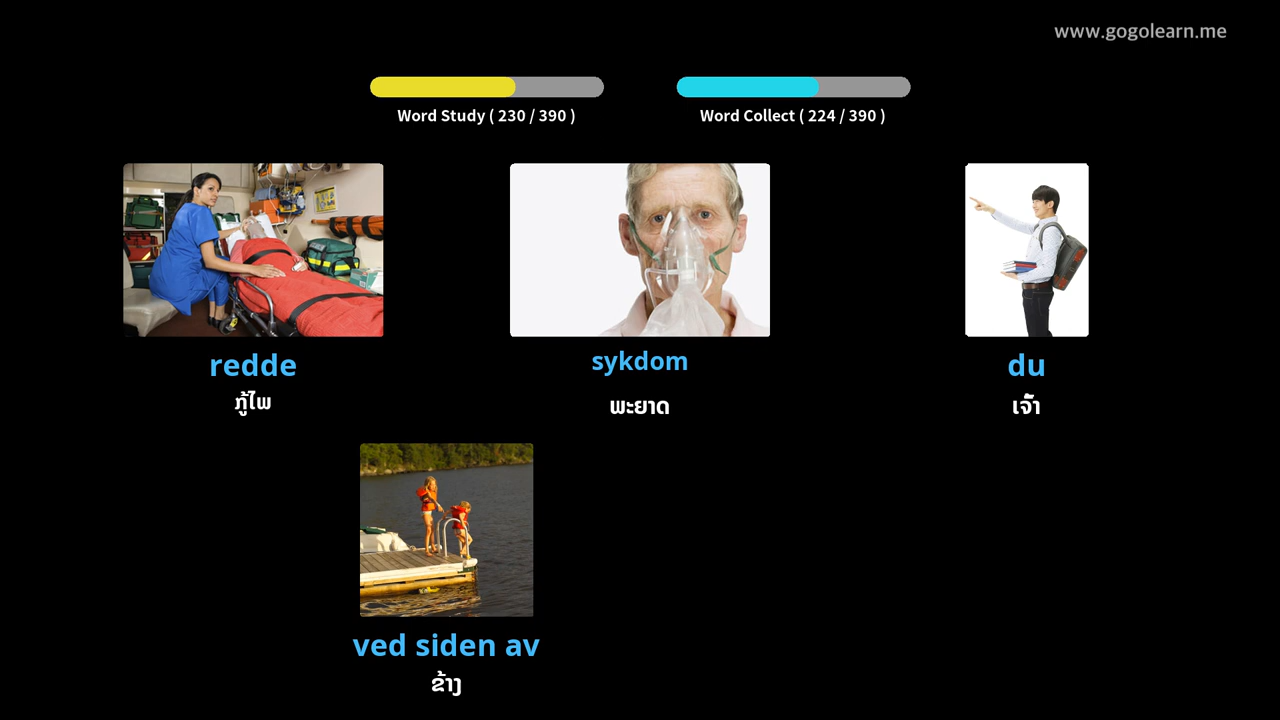 www.gogolearn.me
Word Study ( 230 / 390 )
Word Collect ( 224 / 390 )
redde
ກູ້ໄພ
sykdom
ພະຍາດ
du
ເຈົ້າ
ved siden av
ຂ້າງ